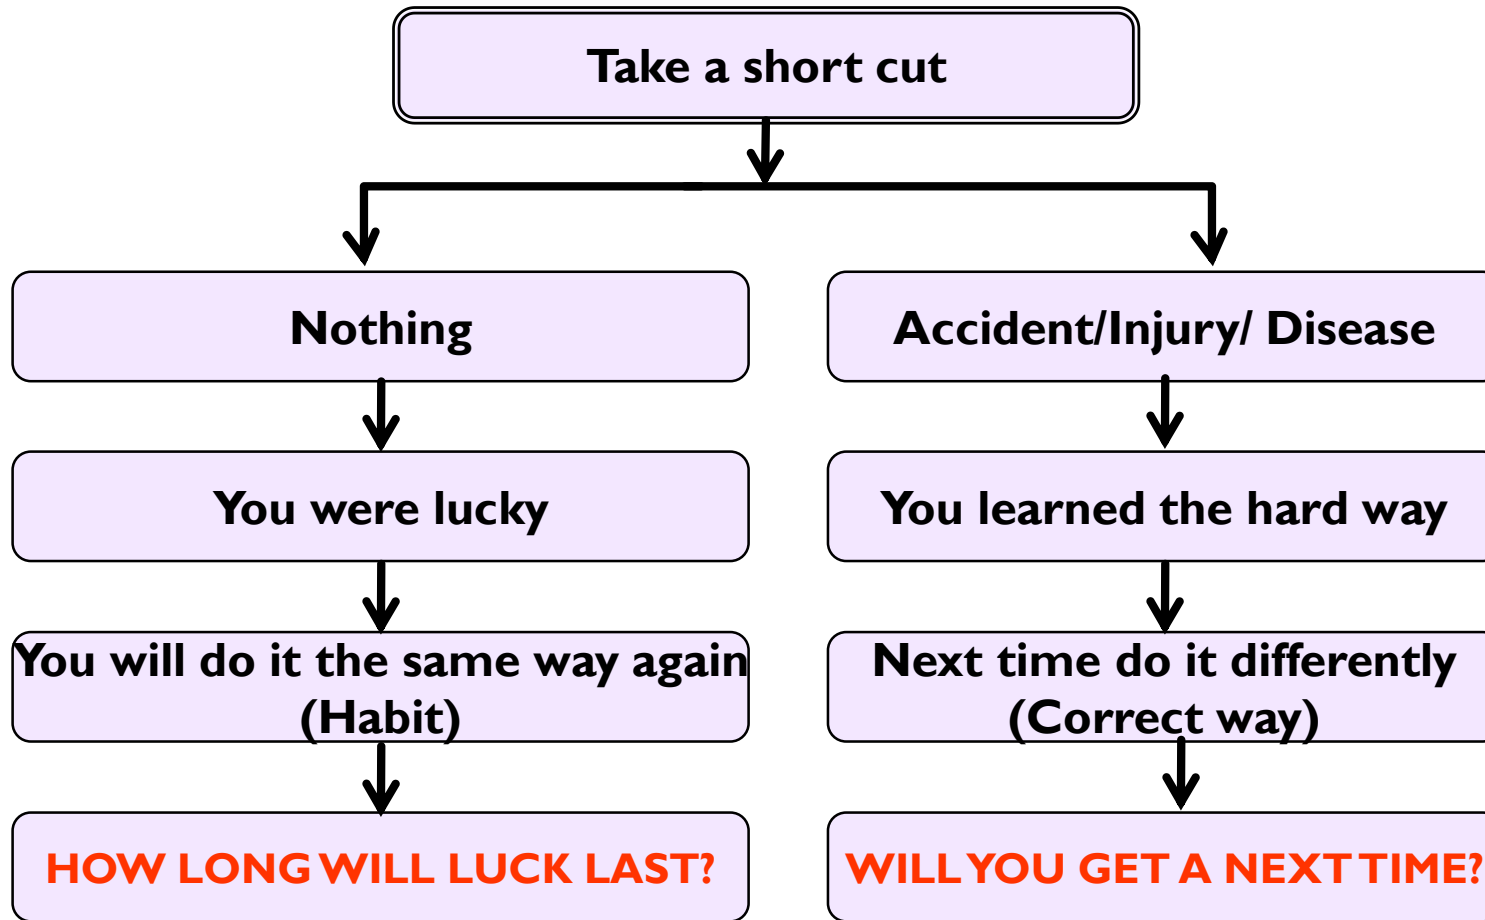 Take a short cut
Nothing
Accident/Injury/ Disease
You were lucky
You learned the hard way
You will do it the same way again
(Habit)
Next time do it differently
(Correct way)
HOW LONG WILL LUCK LAST?
WILL YOU GET A NEXT TIME?